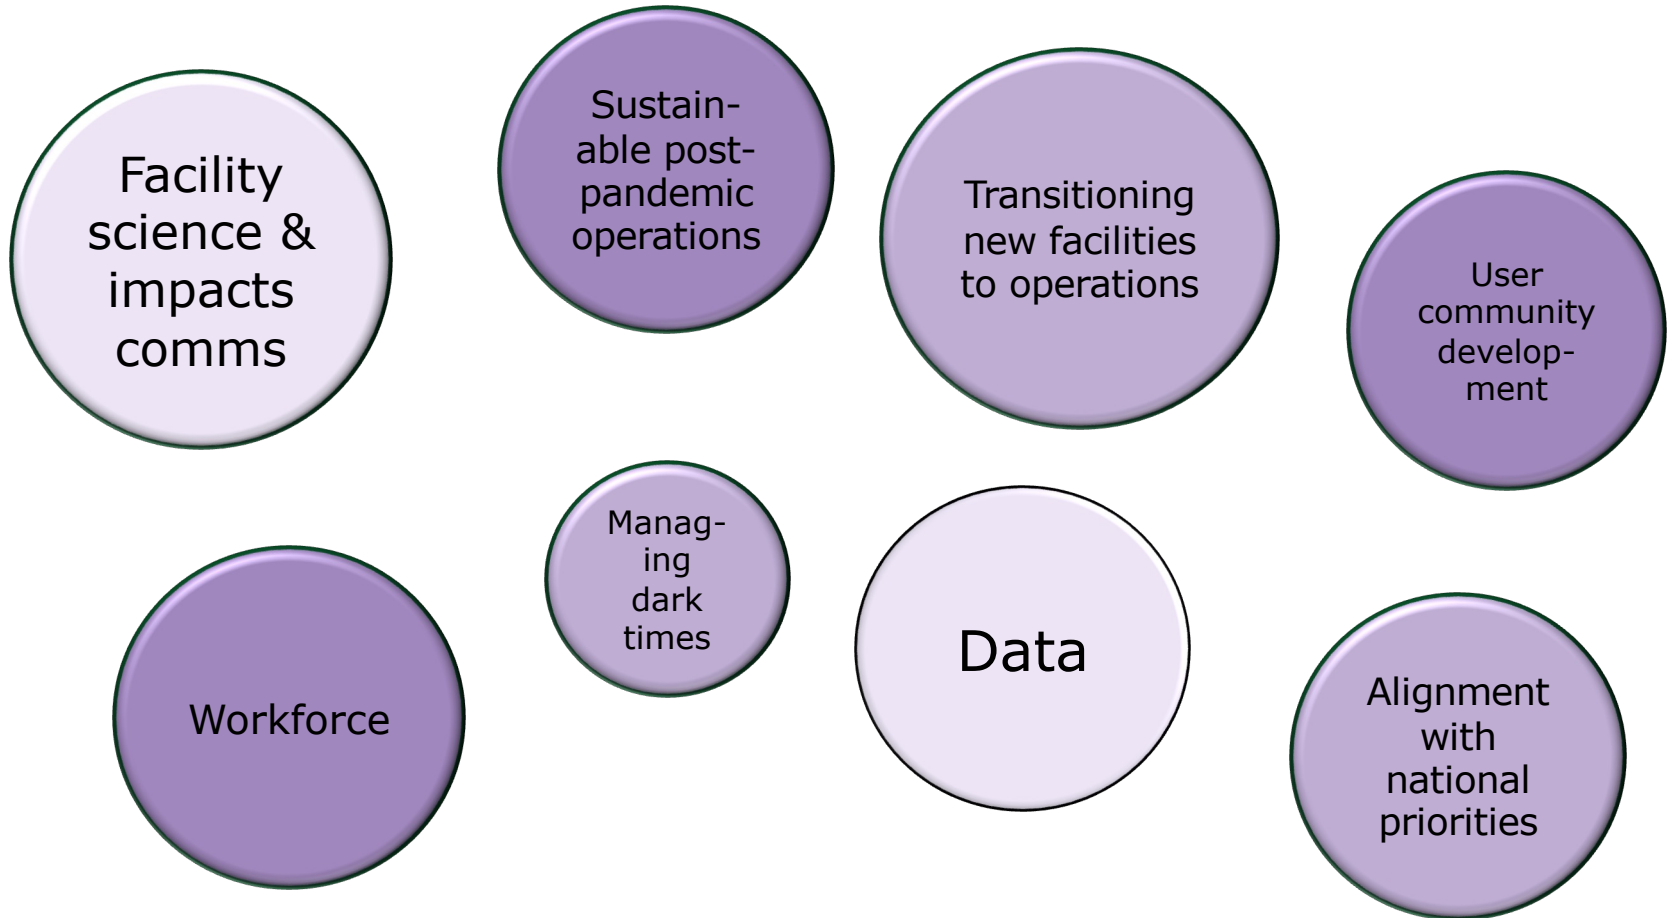 Facility
science &
impacts
comms
Sustain-
able post-
pandemic
operations
Transitioning
new facilities
to operations
User
community
develop-
ment
Workforce
Manag-
ing
dark
times
Data
Alignment
with
national
priorities